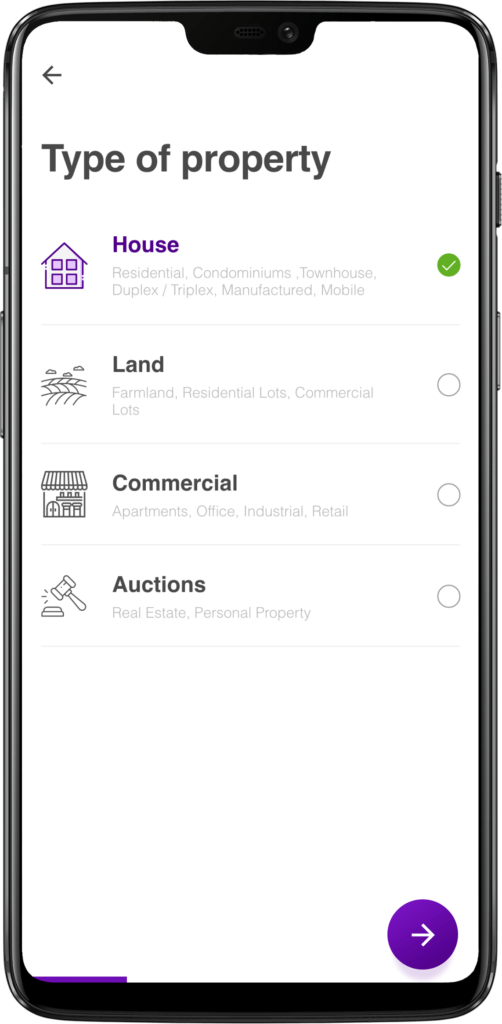 Type of property
House
Residential, Condominiums ,Townhouse,
Duplex / Triplex, Manufactured, Mobile
Land
Farmland, Residential Lots, Commercial
Lots
Commercial
Apartments, Office, Industrial, Retail
Auctions
Real Estate, Personal Property